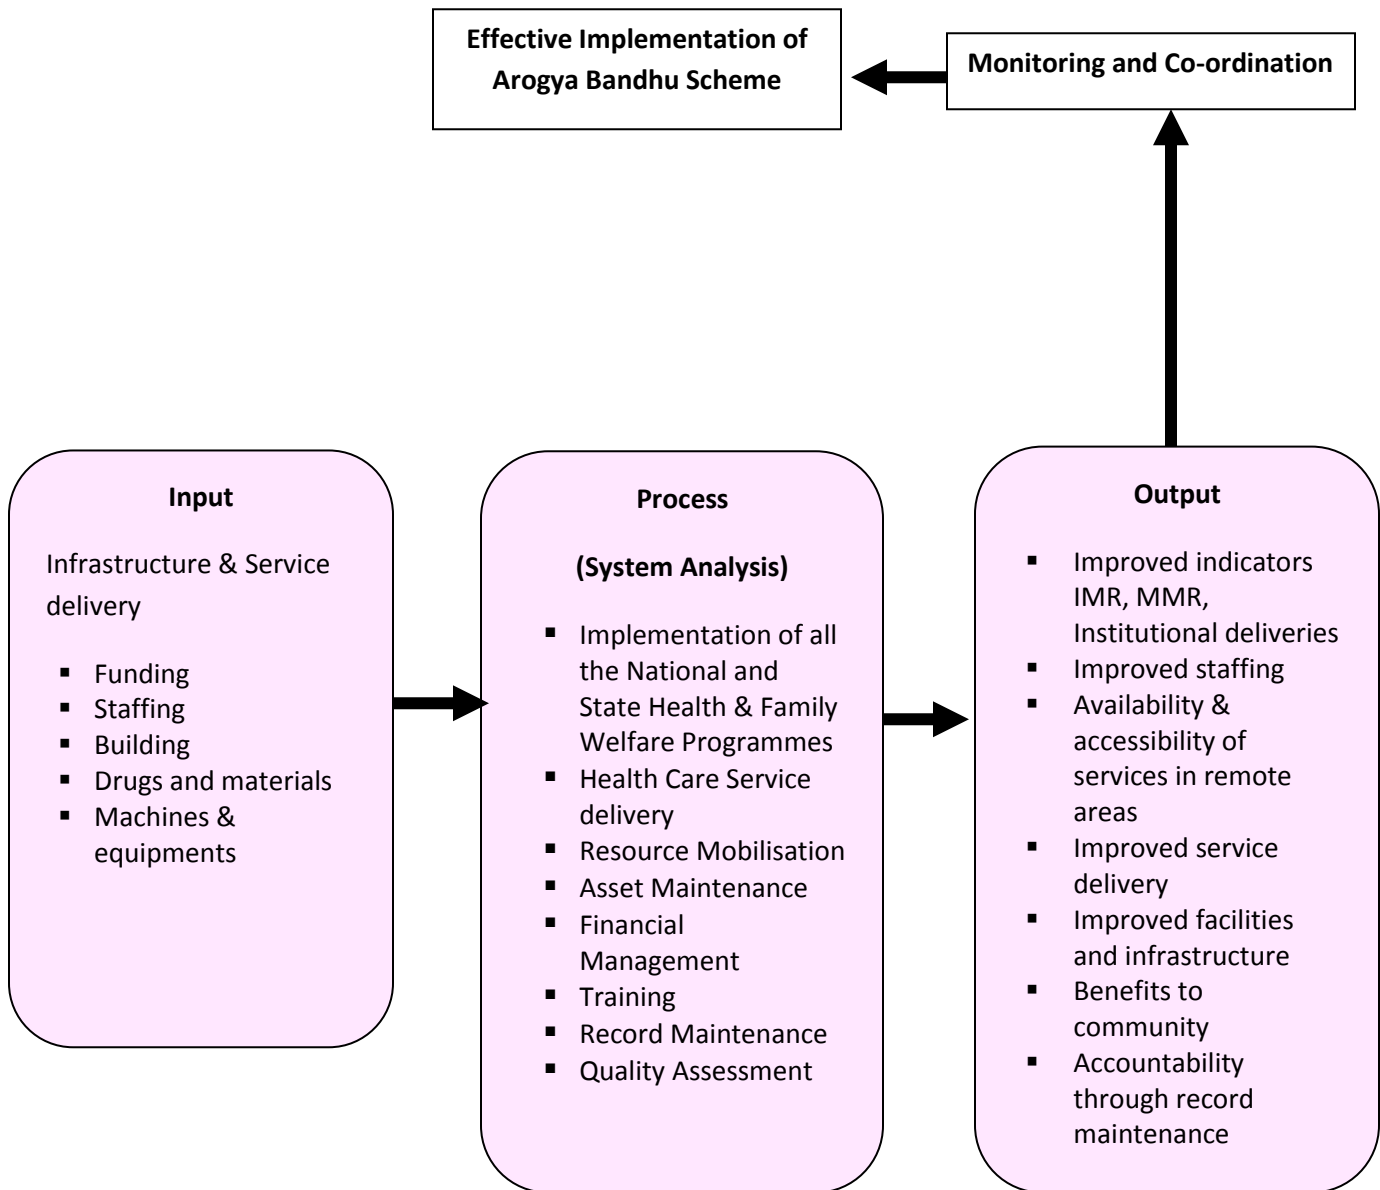 Effective Implementation of
Arogya Bandhu Scheme
Monitoring and Co-ordination
Input
Infrastructure & Service
delivery
▪ Funding
▪ Staffing
▪ Building
▪ Drugs and materials
▪ Machines &
equipments
Process
(System Analysis)
▪ Implementation of all
the National and
State Health & Family
Welfare Programmes
▪ Health Care Service
delivery
▪ Resource Mobilisation
▪ Asset Maintenance
▪ Financial
Management
▪ Training
▪ Record Maintenance
▪ Quality Assessment
Output
▪ Improved indicators
IMR, MMR,
Institutional deliveries
▪ Improved staffing
▪ Availability &
accessibility of
services in remote
areas
▪ Improved service
delivery
▪ Improved facilities
and infrastructure
▪ Benefits to
community
▪ Accountability
through record
maintenance